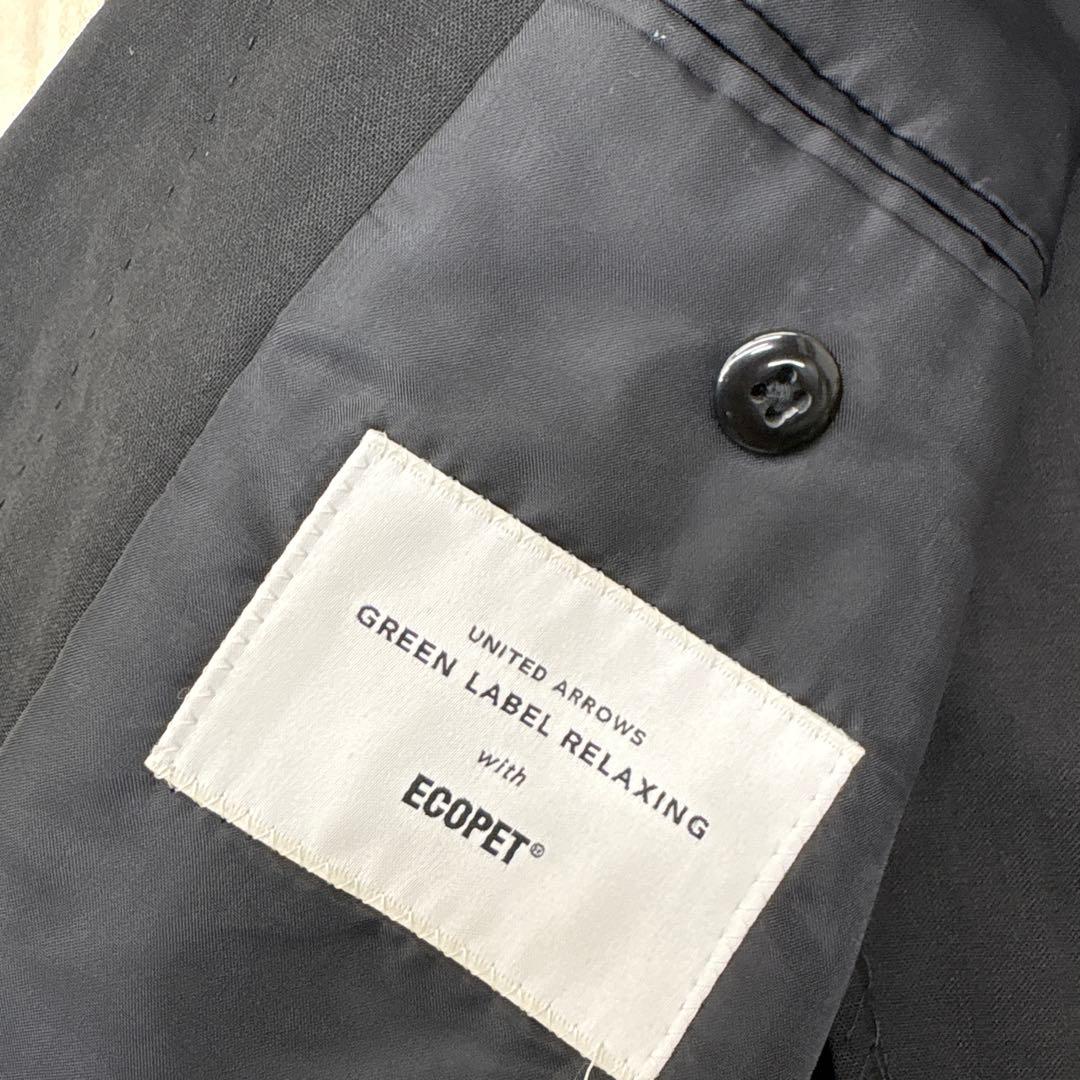 UNITED ARROWS
GREEN LABEL RELAXING
with
ECOPET®